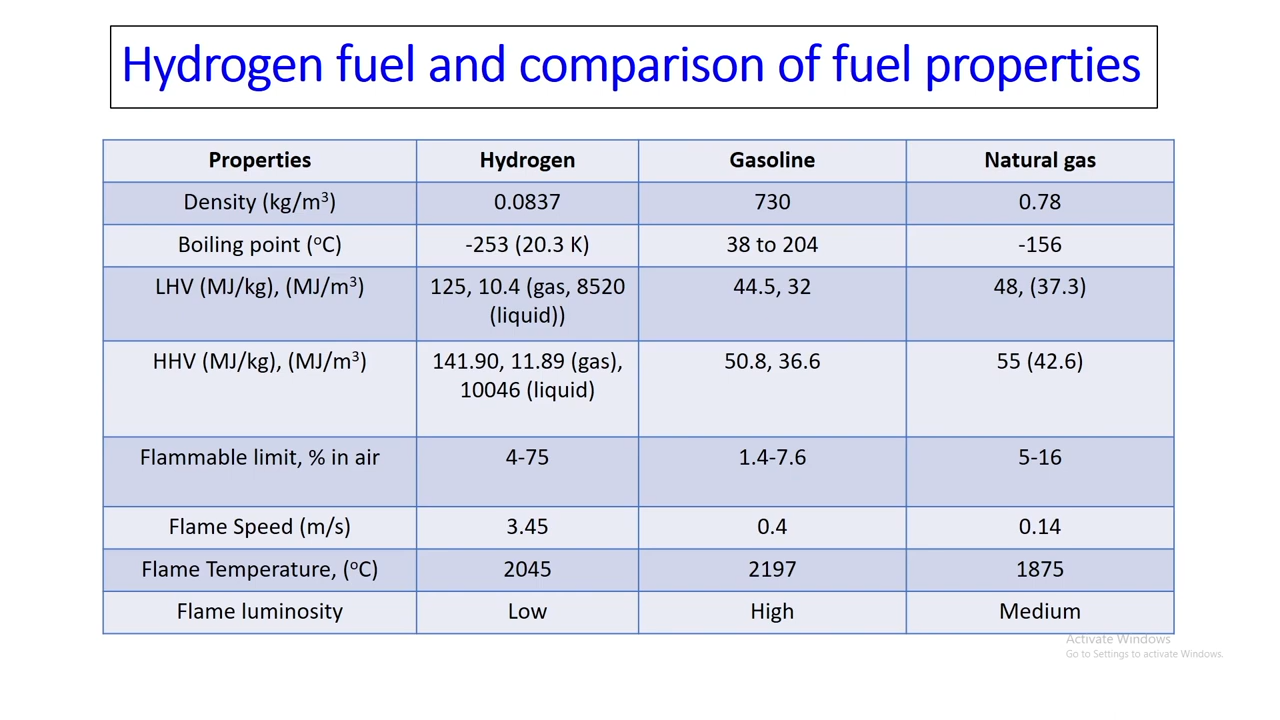 Hydrogen fuel and comparison of fuel properties
Properties Hydrogen Gasoline Natural gas
Density (kg/m³) 0.0837 730 0.78
Boiling point (ᵒC) -253 (20.3 K) 38 to 204 -156
LHV (MJ/kg), (MJ/m³) 125, 10.4 (gas, 8520 44.5, 32 48, (37.3)
(liquid))
HHV (MJ/kg), (MJ/m³) 141.90, 11.89 (gas), 50.8, 36.6 55 (42.6)
10046 (liquid)
Flammable limit, % in air 4-75 1.4-7.6 5-16
Flame Speed (m/s) 3.45 0.4 0.14
Flame Temperature, (ᵒC) 2045 2197 1875
Flame luminosity Low High Medium
Activate Windows
Go to Settings to activate Windows.